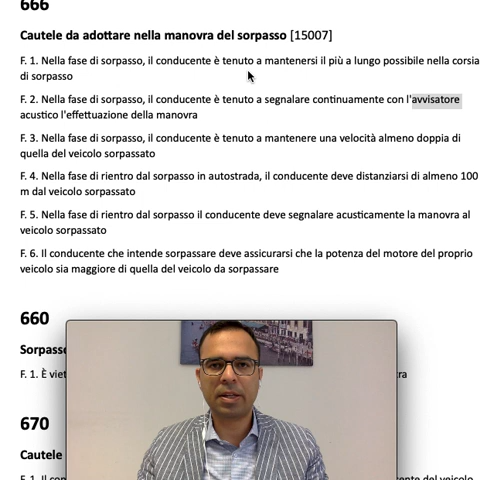 666
Cautele da adottare nella manovra del sorpasso [15007]
F. 1. Nella fase di sorpasso, il conducente è tenuto a mantenersi il più a lungo possibile nella corsia
di sorpasso
F. 2. Nella fase di sorpasso, il conducente è tenuto a segnalare continuamente con l'avvisatore
acustico l'effettuazione della manovra
F. 3. Nella fase di sorpasso, il conducente è tenuto a mantenere una velocità almeno doppia di
quella del veicolo sorpassato
F. 4. Nella fase di rientro dal sorpasso in autostrada, il conducente deve distanziarsi di almeno 100
m dal veicolo sorpassato
F. 5. Nella fase di rientro dal sorpasso il conducente deve segnalare acusticamente la manovra al
veicolo sorpassato
F. 6. Il conducente che intende sorpassare deve assicurarsi che la potenza del motore del proprio
veicolo sia maggiore di quella del veicolo da sorpassare
660
Sorpasso
F. 1. È viet
670
Cautele